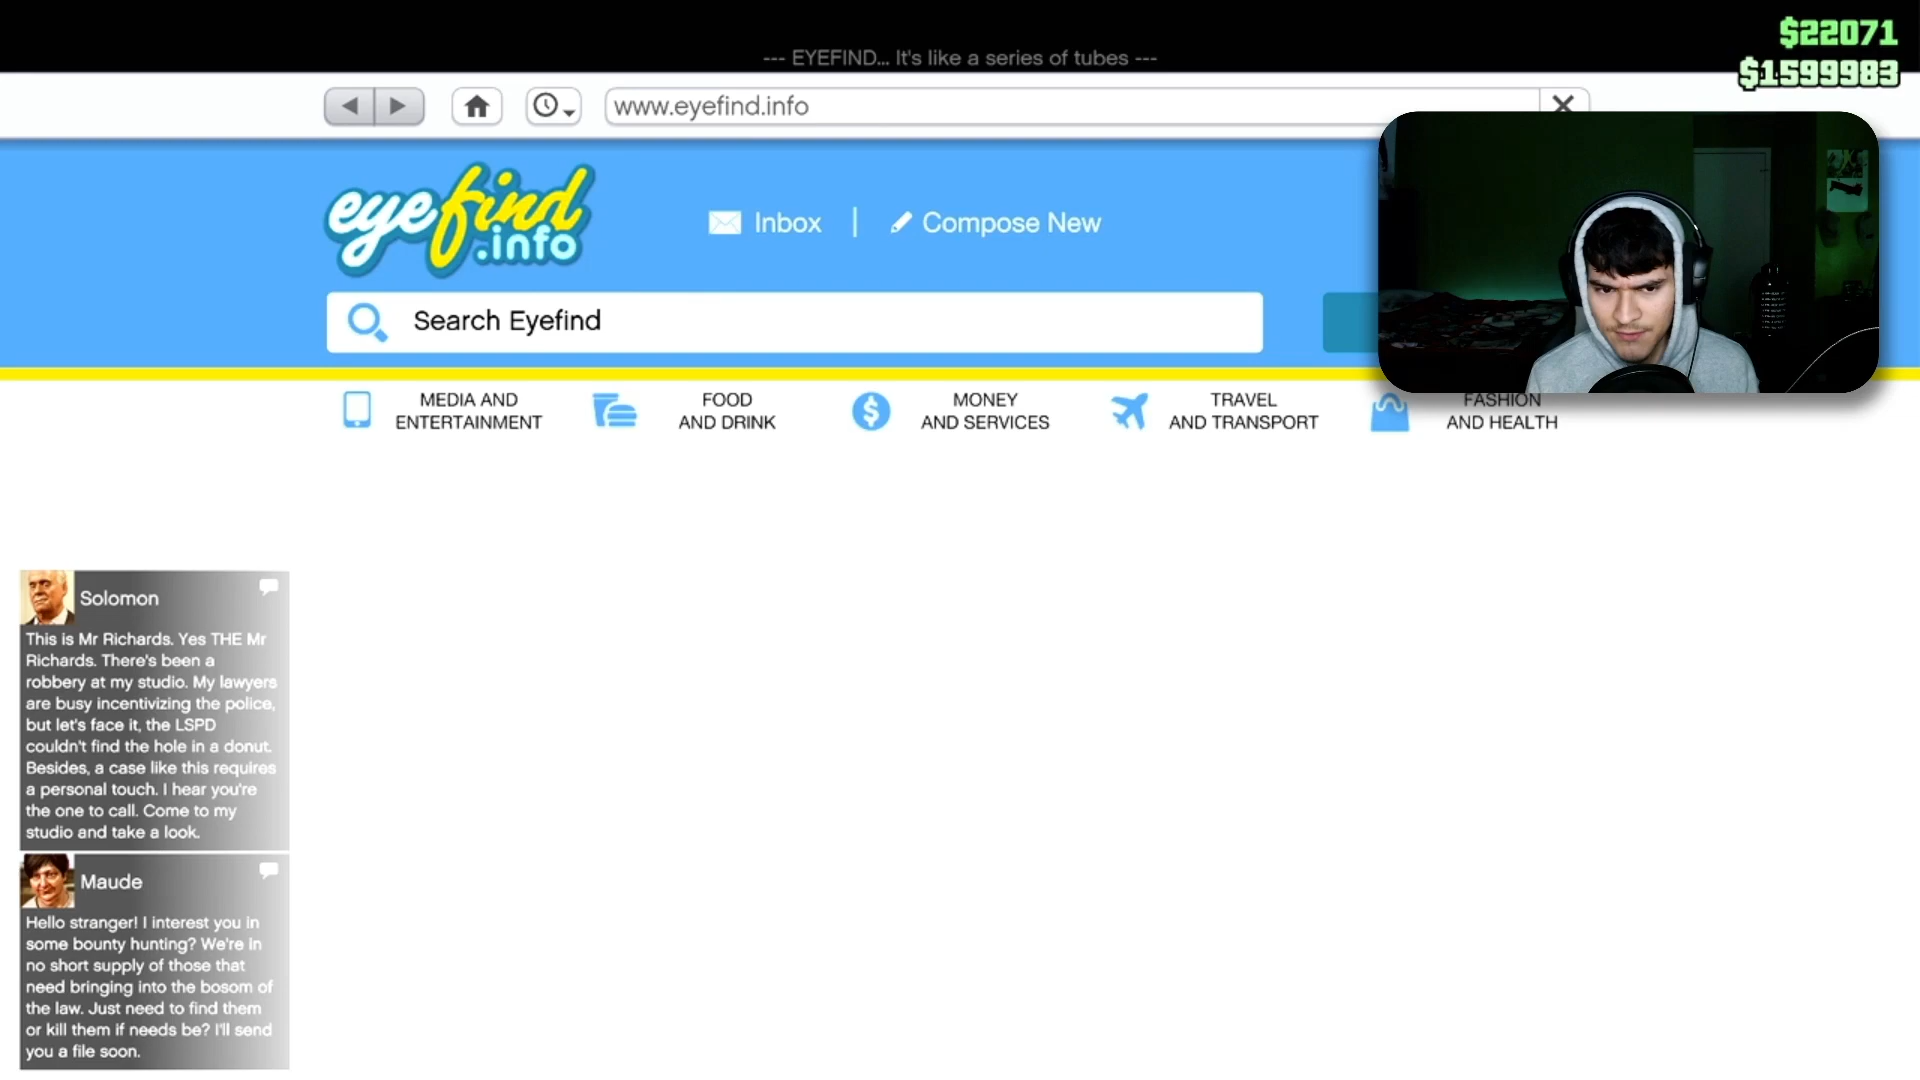 $22071
--- EYEFIND... It's like a series of tubes ---
$1599983
www.eyefind.info
eyefind
.info
Inbox | Compose New
Search Eyefind
MEDIA AND
ENTERTAINMENT
FOOD
AND DRINK
MONEY
AND SERVICES
TRAVEL
AND TRANSPORT
FASHION
AND HEALTH
Solomon
This is Mr Richards. Yes THE Mr
Richards. There's been a
robbery at my studio. My lawyers
are busy incentivizing the police,
but let's face it, the LSPD
couldn't find the hole in a donut.
Besides, a case like this requires
a personal touch. I hear you're
the one to call. Come to my
studio and take a look.
Maude
Hello stranger! I interest you in
some bounty hunting? We're in
no short supply of those that
need bringing into the bosom of
the law. Just need to find them
or kill them if needs be? I'll send
you a file soon.